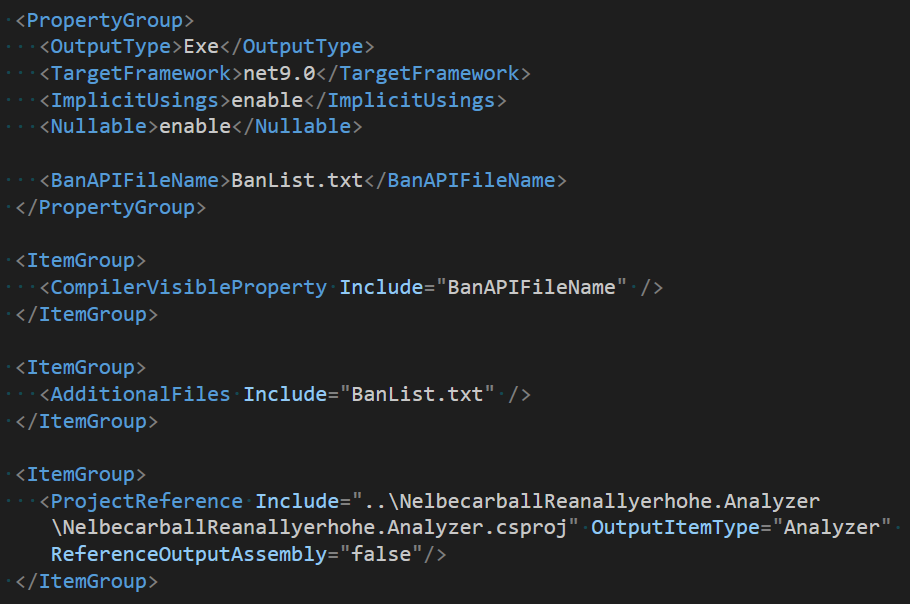 <PropertyGroup>
<OutputType>Exe</OutputType>
<TargetFramework>net9.0</TargetFramework>
<ImplicitUsings>enable</ImplicitUsings>
<Nullable>enable</Nullable>
<BanAPIFileName>BanList.txt</BanAPIFileName>
</PropertyGroup>
<ItemGroup>
<CompilerVisibleProperty Include="BanAPIFileName" />
</ItemGroup>
<ItemGroup>
<AdditionalFiles Include="BanList.txt" />
</ItemGroup>
<ItemGroup>
<ProjectReference Include="..\NelbecarballReanallyerhohe.Analyzer
\NelbecarballReanallyerhohe.Analyzer.csproj" OutputItemType="Analyzer"
ReferenceOutputAssembly="false"/>
</ItemGroup>